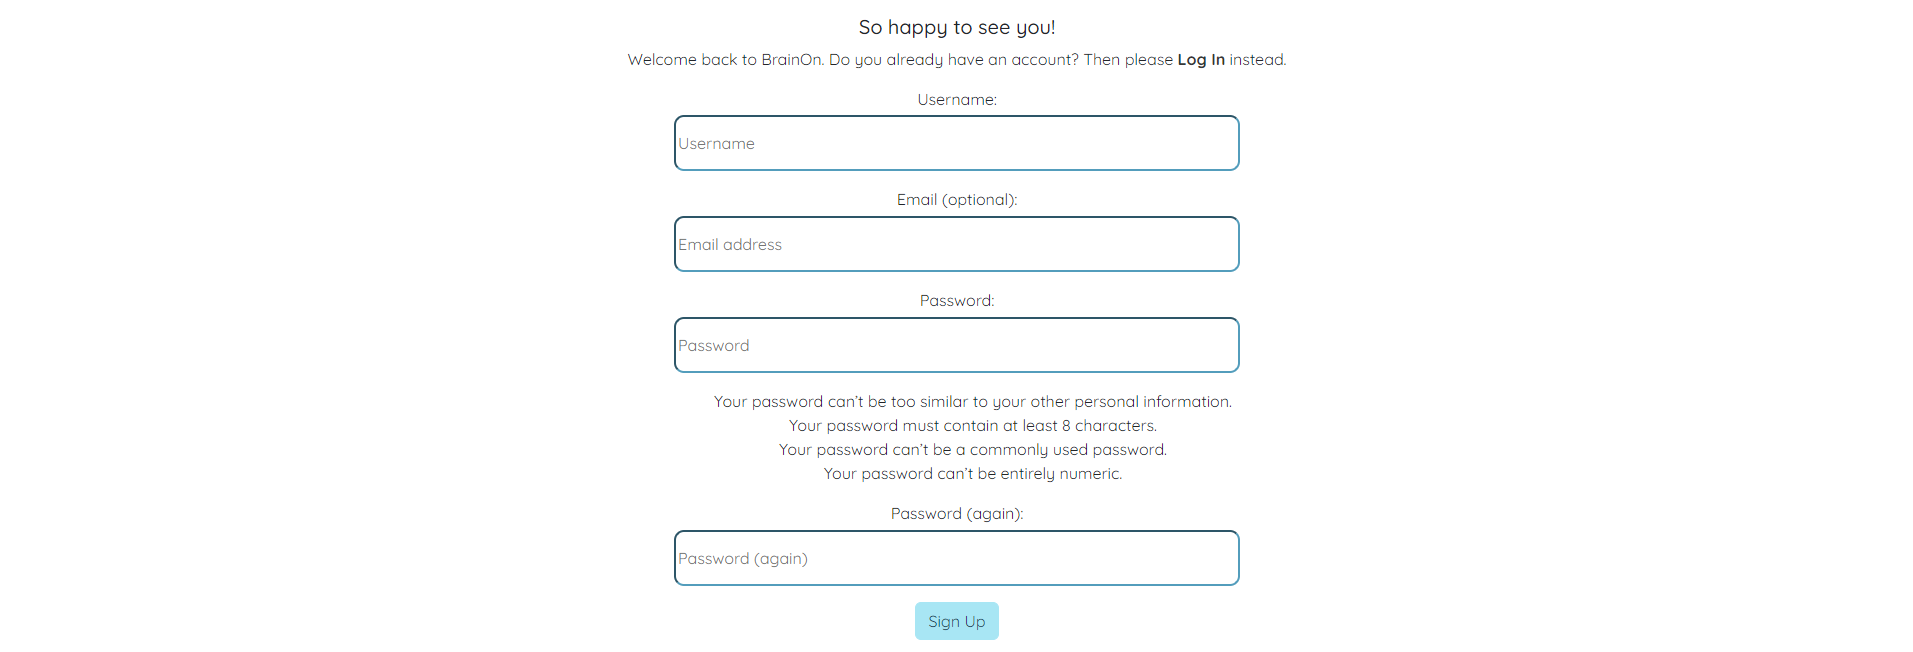 So happy to see you!
Welcome back to BrainOn. Do you already have an account? Then please Log In instead.
Username:
Username
Email (optional):
Email address
Password:
Password
Your password can’t be too similar to your other personal information.
Your password must contain at least 8 characters.
Your password can’t be a commonly used password.
Your password can’t be entirely numeric.
Password (again):
Password (again)
Sign Up